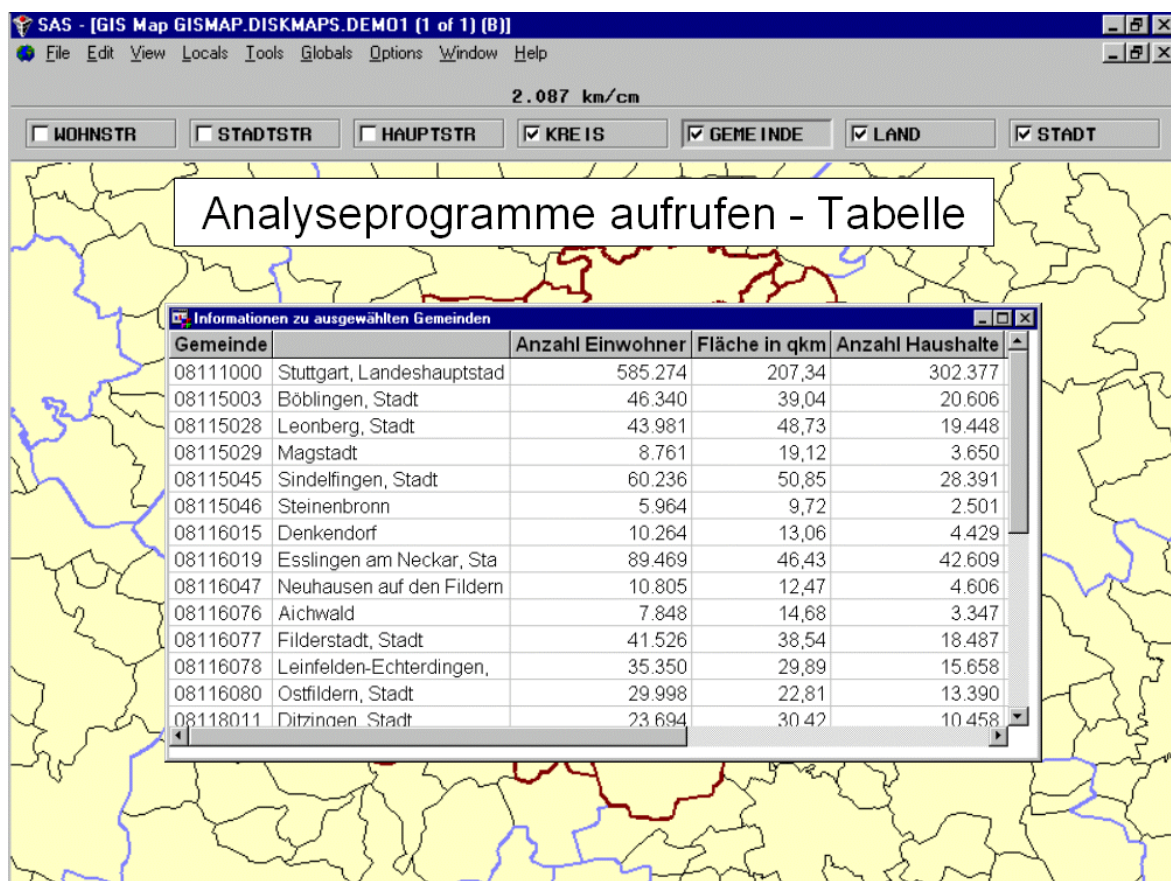 SAS - [GIS Map GISMAP.DISKMAPS.DEMO1 (1 of 1) (B)]
File Edit View Locals Tools Globals Options Window Help
2.087 km/cm
WOHNSTR STADTSTR HAUPTSTR KREIS GEMEINDE LAND STADT
Analyseprogramme aufrufen - Tabelle
Informationen zu ausgewählten Gemeinden
Gemeinde Anzahl Einwohner Fläche in qkm Anzahl Haushalte
08111000 Stuttgart, Landeshauptstad 585.274 207,34 302.377
08115003 Böblingen, Stadt 46.340 39,04 20.606
08115028 Leonberg, Stadt 43.981 48,73 19.448
08115029 Magstadt 8.761 19,12 3.650
08115045 Sindelfingen, Stadt 60.236 50,85 28.391
08115046 Steinenbronn 5.964 9,72 2.501
08116015 Denkendorf 10.264 13,06 4.429
08116019 Esslingen am Neckar, Sta 89.469 46,43 42.609
08116047 Neuhausen auf den Fildern 10.805 12,47 4.606
08116076 Aichwald 7.848 14,68 3.347
08116077 Filderstadt, Stadt 41.526 38,54 18.487
08116078 Leinfelden-Echterdingen, 35.350 29,89 15.658
08116080 Ostfildern, Stadt 29.998 22,81 13.390
08118011 Ditzingen, Stadt 23.694 30,42 10.458